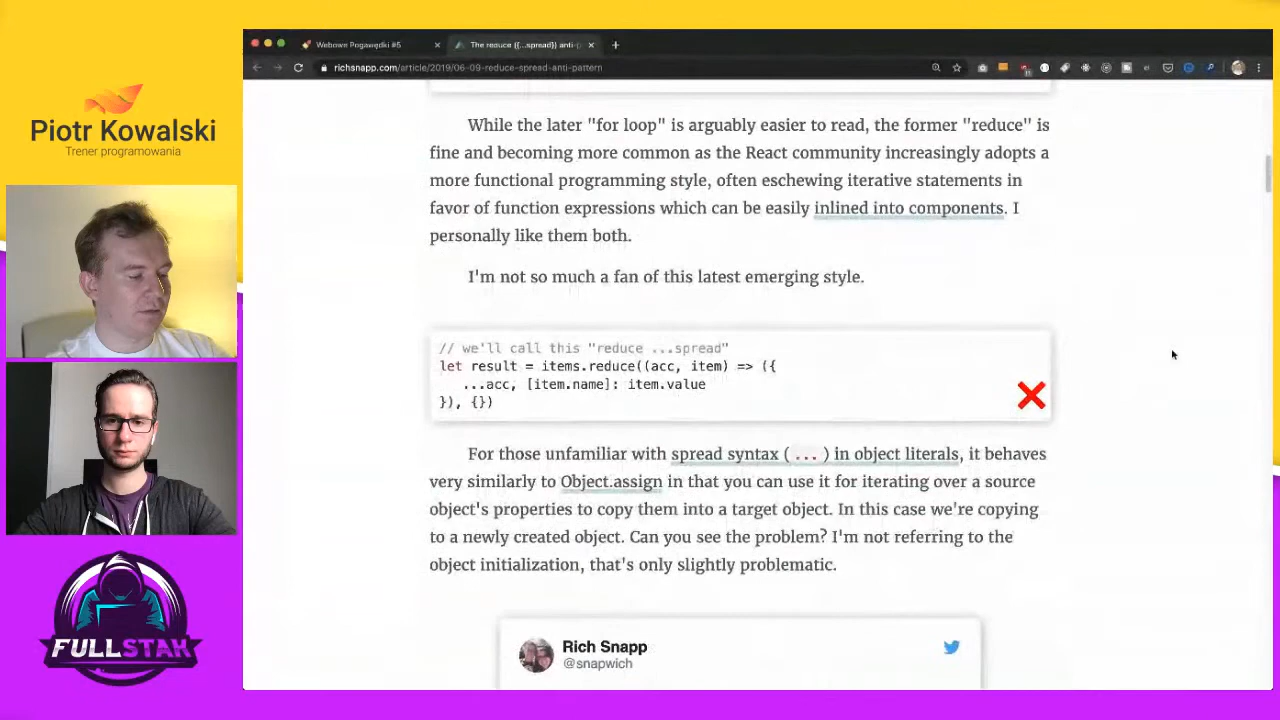 Piotr Kowalski
Trener programowania
FULLSTAK
Webowe Pogawędki #5
The reduce ({...spread}) anti-p
richsnapp.com/article/2019/06-09-reduce-spread-anti-pattern
While the later "for loop" is arguably easier to read, the former "reduce" is
fine and becoming more common as the React community increasingly adopts a
more functional programming style, often eschewing iterative statements in
favor of function expressions which can be easily inlined into components. I
personally like them both.
I'm not so much a fan of this latest emerging style.
// we'll call this "reduce ...spread"
let result = items.reduce((acc, item) => ({
...acc, [item.name]: item.value
}), {})
For those unfamiliar with spread syntax (...) in object literals, it behaves
very similarly to Object.assign in that you can use it for iterating over a source
object's properties to copy them into a target object. In this case we're copying
to a newly created object. Can you see the problem? I'm not referring to the
object initialization, that's only slightly problematic.
Rich Snapp
@snapwich